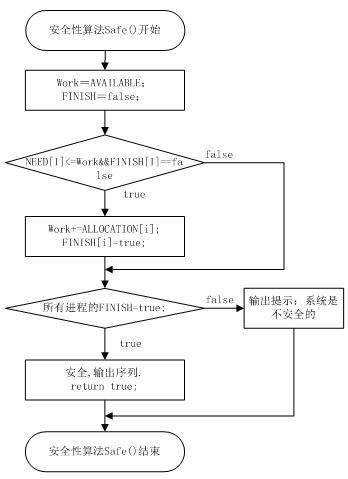 安全性算法Safe()开始
Work=AVAILABLE;
FINISH=false;
NEED[I]<=Work&&FINISH[I]==fa
lse
false
true
Work+=ALLOCATION[i];
FINISH[i]=true;
所有进程的FINISH=true;
false
输出提示：系统是
不安全的
true
安全,输出序列.
return true;
安全性算法Safe()结束